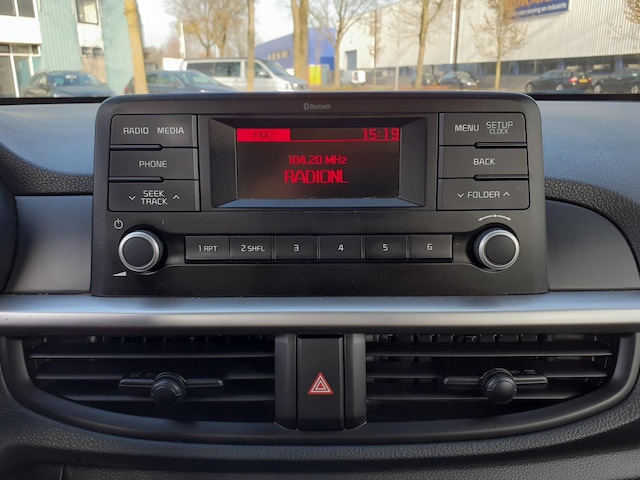 Bluetooth
RADIO MEDIA
PHONE
SEEK
TRACK
FM
15:19
104.20 MHz
RADIONL
MENU SETUP
CLOCK
BACK
FOLDER
1 RPT
2 SHFL
3
4
5
6